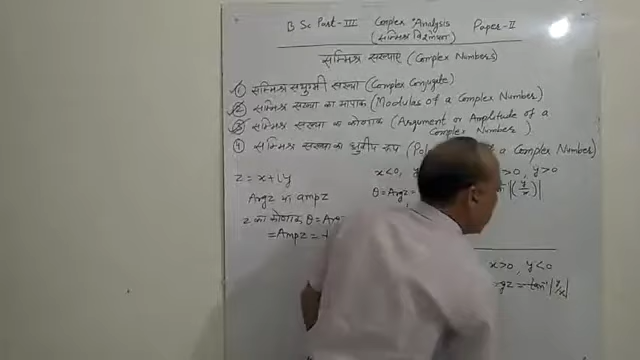 B Sc Part-III Complex Analysis Paper-II
(सम्मिश्र विश्लेषण)
सम्मिश्र संख्याएँ (Complex Numbers)
① सम्मिश्र सयुग्मी संख्या (Complex Conjugate)
② सम्मिश्र संख्या का मापांक (Modulus of a Complex Number)
③ सम्मिश्र संख्या का कोणांक (Argument or Amplitude of a
Complex Number)
④ सम्मिश्र संख्या का ध्रुवीय रूप (Pol a Complex Number)
z = x+iy
Argz या ampz
z का कोणांक θ = Ar
= Ampz = t
x<0, y >0, y>0
θ = Argz = |(y/x)|
x>0, y<0
gz = -tan⁻¹|y/x|